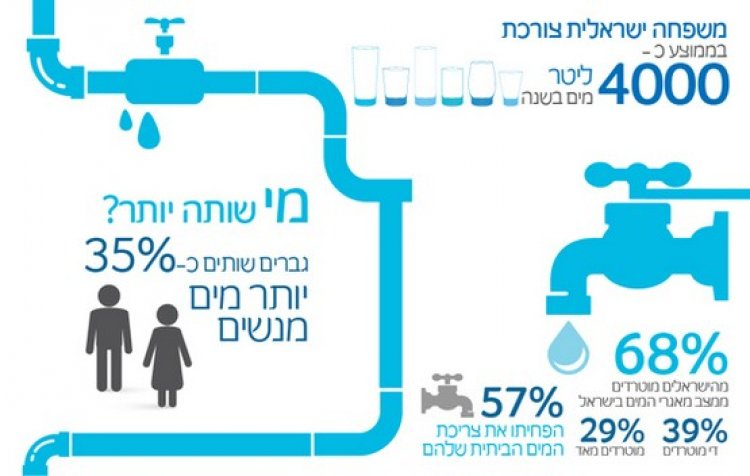 משפחה ישראלית צורכת
בממוצע כ -
4000 ליטר
מים בשנה
מי שותה יותר?
גברים שותים כ-35%
יותר מים
מנשים
68%
מהישראלים מוטרדים
ממצב מאגרי המים בישראל
39%
די מוטרדים
29%
מוטרדים מאד
57%
הפחיתו את צריכת
המים הביתית שלהם